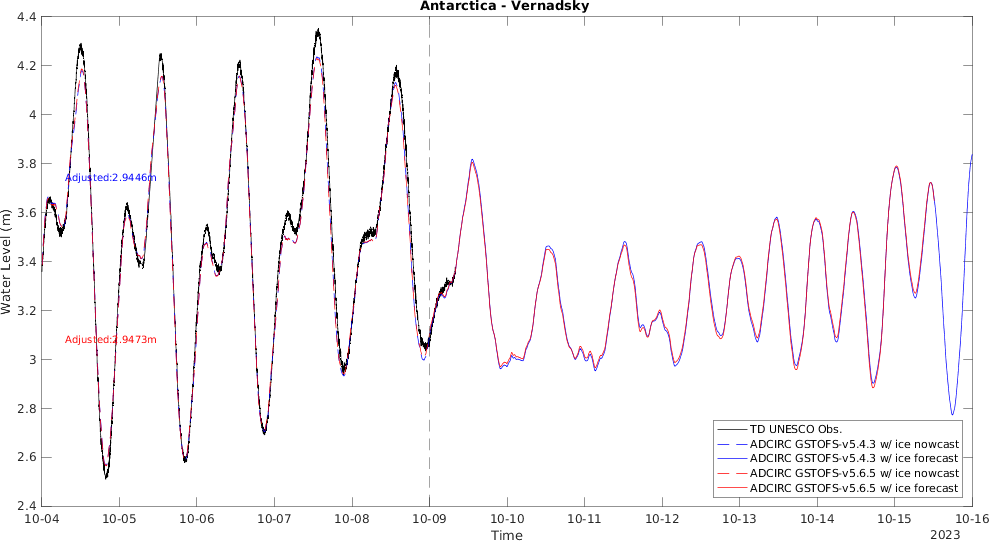 Antarctica - Vernadsky
4.4
4.2
4
3.8
3.6
3.4
3.2
3
2.8
2.6
2.4
Water Level (m)
Adjusted:2.9446m
Adjusted:2.9473m
TD UNESCO Obs.
ADCIRC GSTOFS-v5.4.3 w/ ice nowcast
ADCIRC GSTOFS-v5.4.3 w/ ice forecast
ADCIRC GSTOFS-v5.6.5 w/ ice nowcast
ADCIRC GSTOFS-v5.6.5 w/ ice forecast
10-04 10-05 10-06 10-07 10-08 10-09 10-10 10-11 10-12 10-13 10-14 10-15 10-16
Time
2023